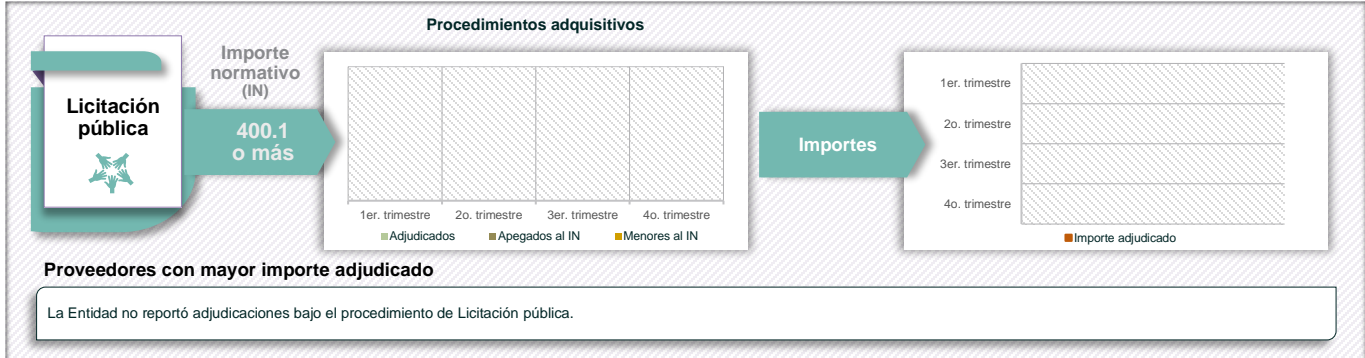 Procedimientos adquisitivos
Licitación
pública
Importe
normativo
(IN)
400.1
o más
1er. trimestre 2o. trimestre 3er. trimestre 4o. trimestre
Adjudicados Apegados al IN Menores al IN
Importes
1er. trimestre
2o. trimestre
3er. trimestre
4o. trimestre
Importe adjudicado
Proveedores con mayor importe adjudicado
La Entidad no reportó adjudicaciones bajo el procedimiento de Licitación pública.